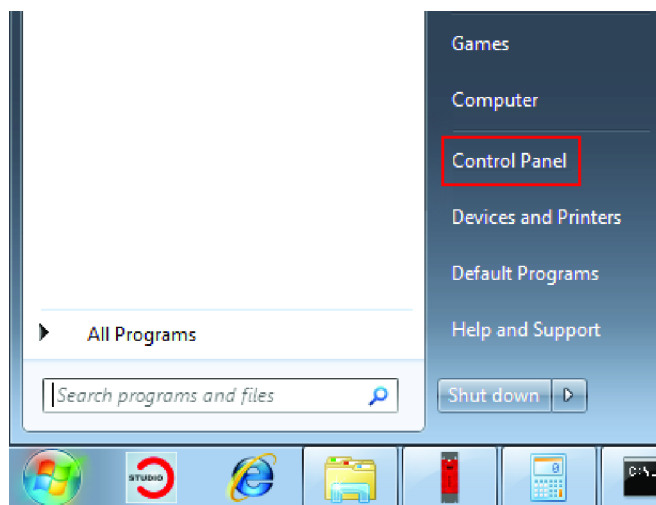 Games
Computer
Control Panel
Devices and Printers
Default Programs
All Programs
Help and Support
Search programs and files
Shut down
STUDIO
0
C:\.